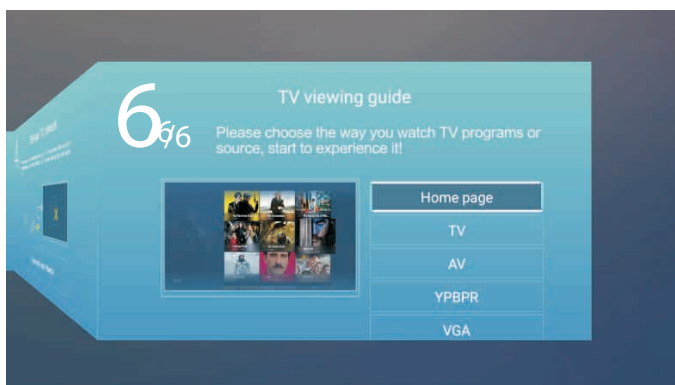 6/6
TV viewing guide
Please choose the way you watch TV programs or
source, start to experience it!
Home page
TV
AV
YPBPR
VGA